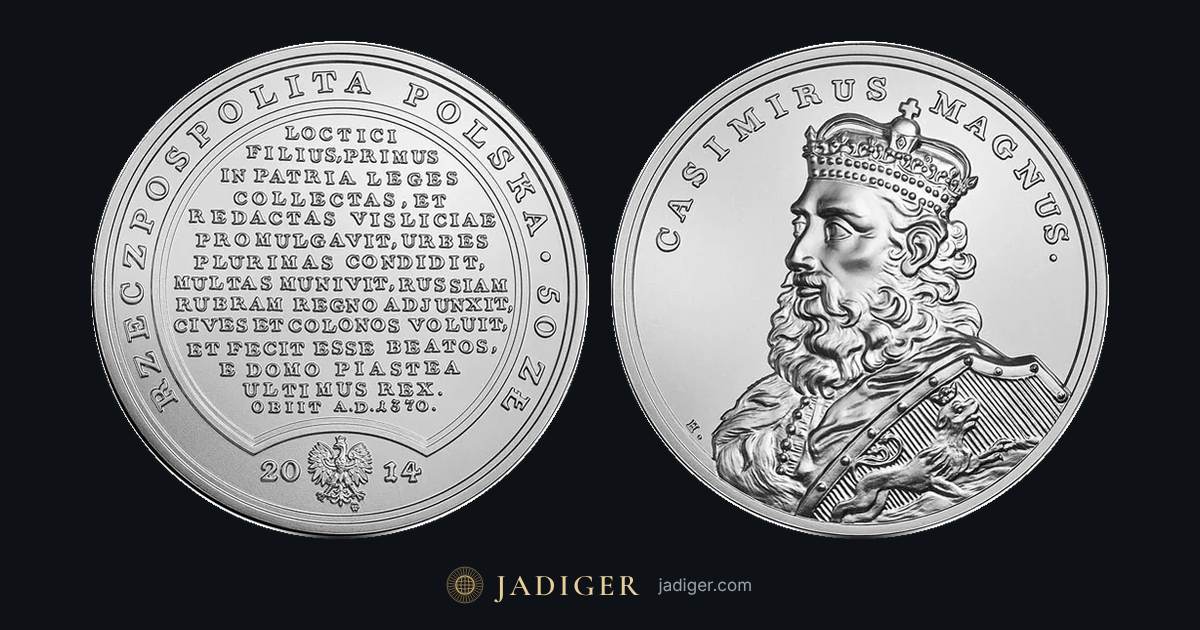 RZECZPOSPOLITA POLSKA · 50 ZŁ
LOCTICI
FILIUS, PRIMUS
IN PATRIA LEGES
COLLECTAS, ET
REDACTAS VISLICIAE
PROMULGAVIT, URBES
PLURIMAS CONDIDIT,
MULTAS MUNIVIT, RUSSIAM
RUBRAM REGNO ADJUNXIT,
CIVES ET COLONOS VOLUIT,
ET FECIT ESSE BEATOS,
E DOMO PIASTEA
ULTIMUS REX.
OBIIT A.D.1370.
20 14
CASIMIRUS MAGNUS.
JADIGER jadiger.com